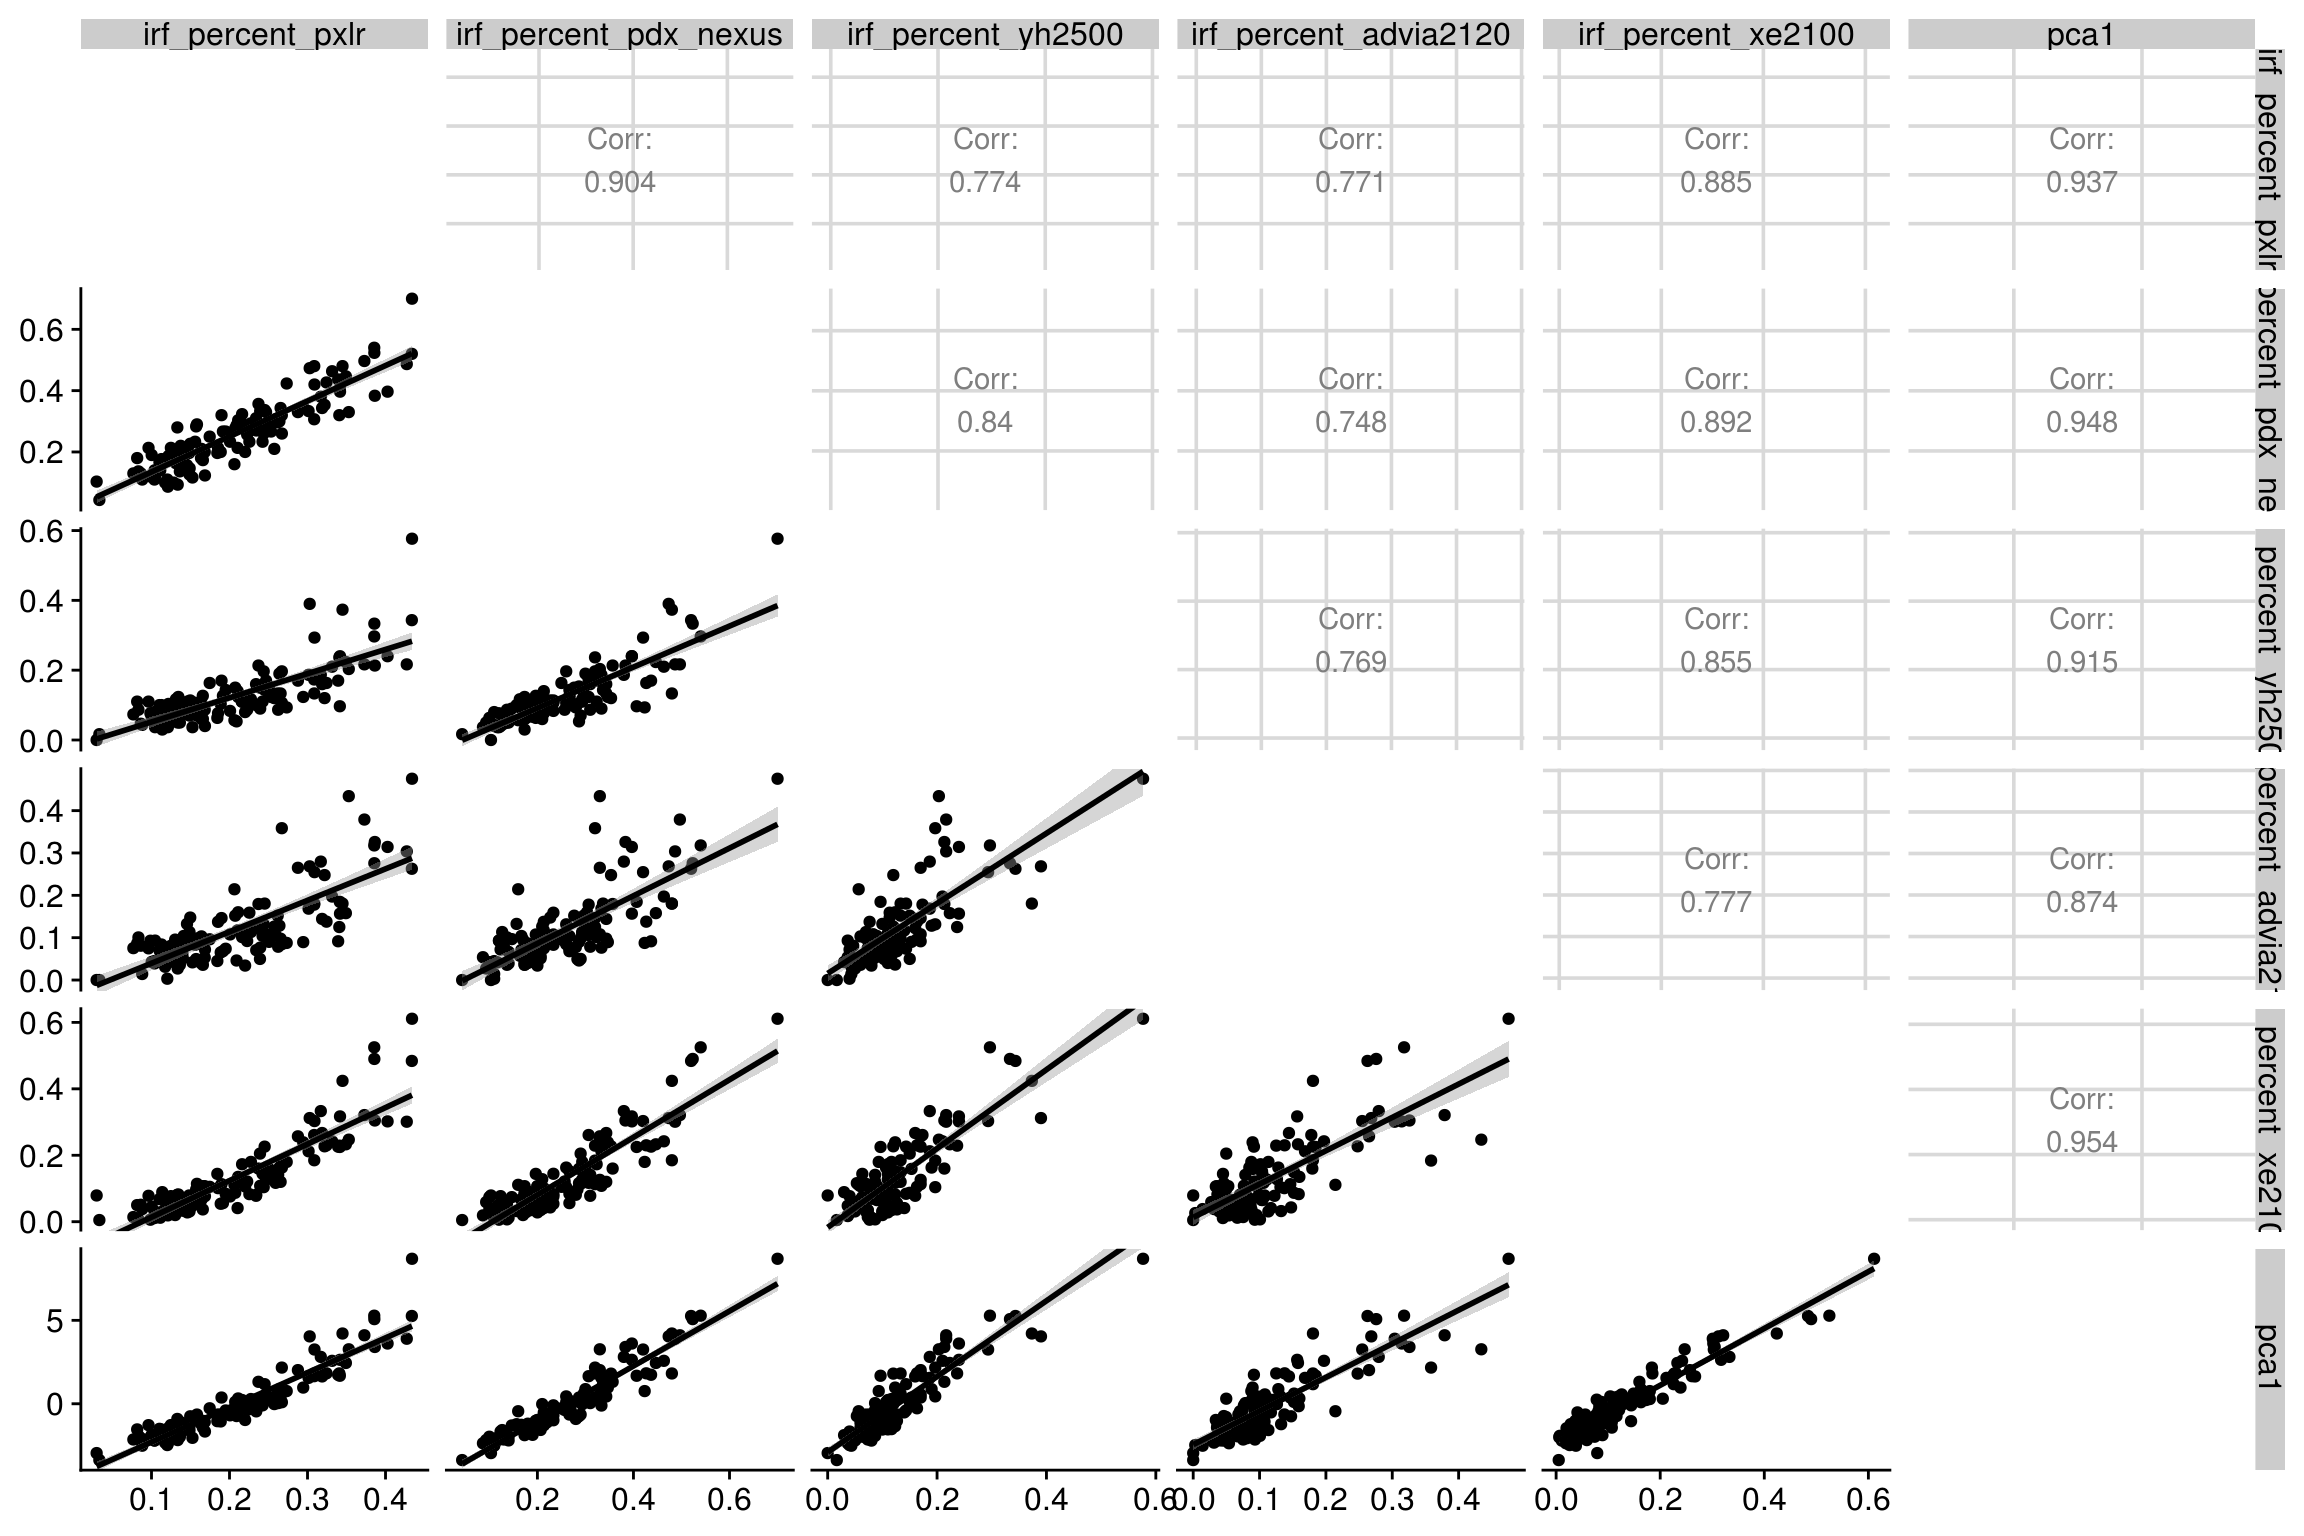 irf_percent_pxlr irf_percent_pdx_nexus irf_percent_yh2500 irf_percent_advia2120 irf_percent_xe2100 pca1
Corr: Corr: Corr: Corr: Corr:
0.904 0.774 0.771 0.885 0.937
irf percent pxlr
0.6
0.4
0.2
Corr: Corr: Corr: Corr:
0.84 0.748 0.892 0.948
percent pdx ne
0.6
0.4
0.2
0.0
Corr: Corr: Corr:
0.769 0.855 0.915
percent yh250
0.4
0.3
0.2
0.1
0.0
Corr: Corr:
0.777 0.874
percent advia2
0.6
0.4
0.2
0.0
Corr:
0.954
percent xe210
5
0
pca1
0.1 0.2 0.3 0.4 0.2 0.4 0.6 0.0 0.2 0.4 0.6 0.0 0.1 0.2 0.3 0.4 0.0 0.2 0.4 0.6